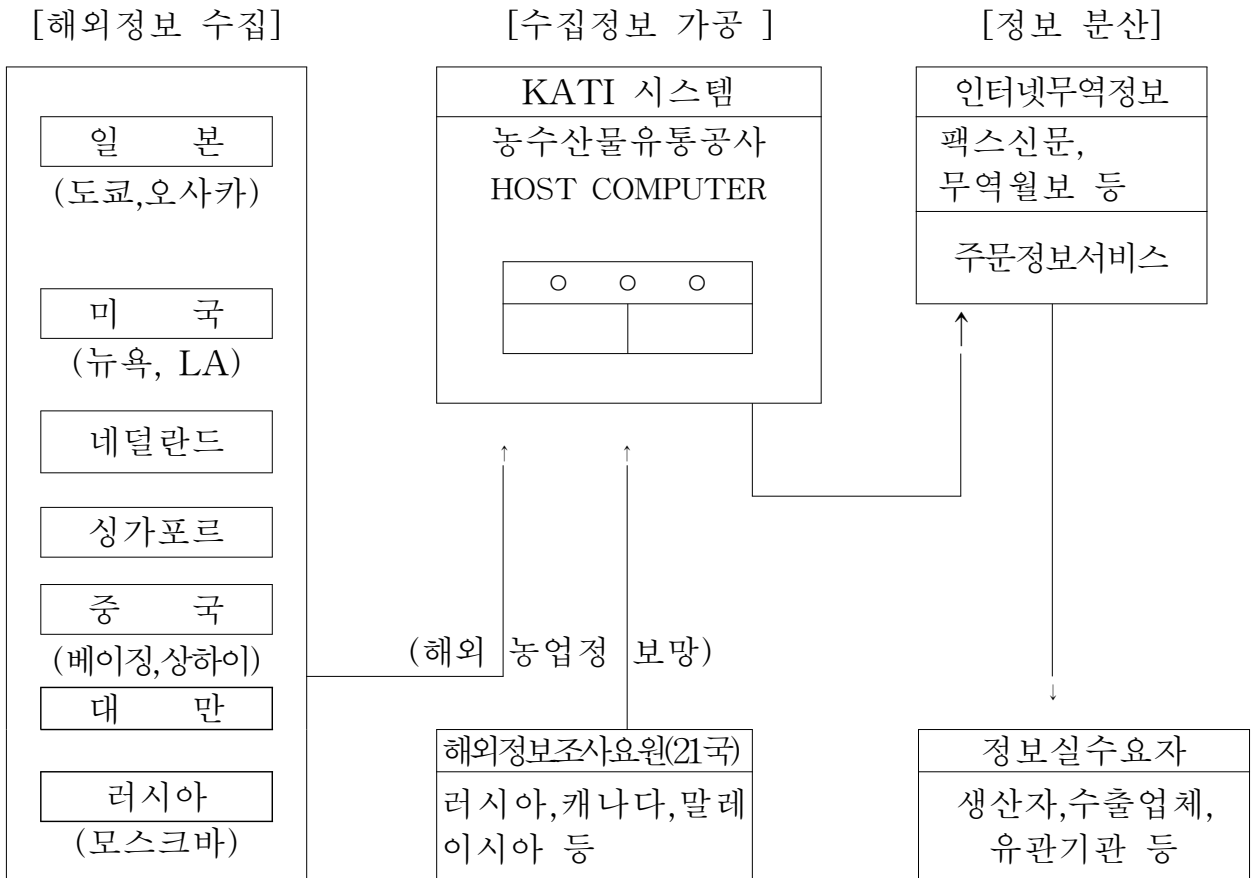 [해외정보 수집]
[수집정보 가공 ]
[정보 분산]
일 본
(도쿄,오사카)
미 국
(뉴욕, LA)
네덜란드
싱가포르
중 국
(베이징,상하이)
대 만
러시아
(모스크바)
KATI 시스템
농수산물유통공사
HOST COMPUTER
(해외 농업정 보망)
해외정보조사요원(21국)
러시아,캐나다,말레
이시아 등
인터넷무역정보
팩스신문,
무역월보 등
주문정보서비스
정보실수요자
생산자,수출업체,
유관기관 등